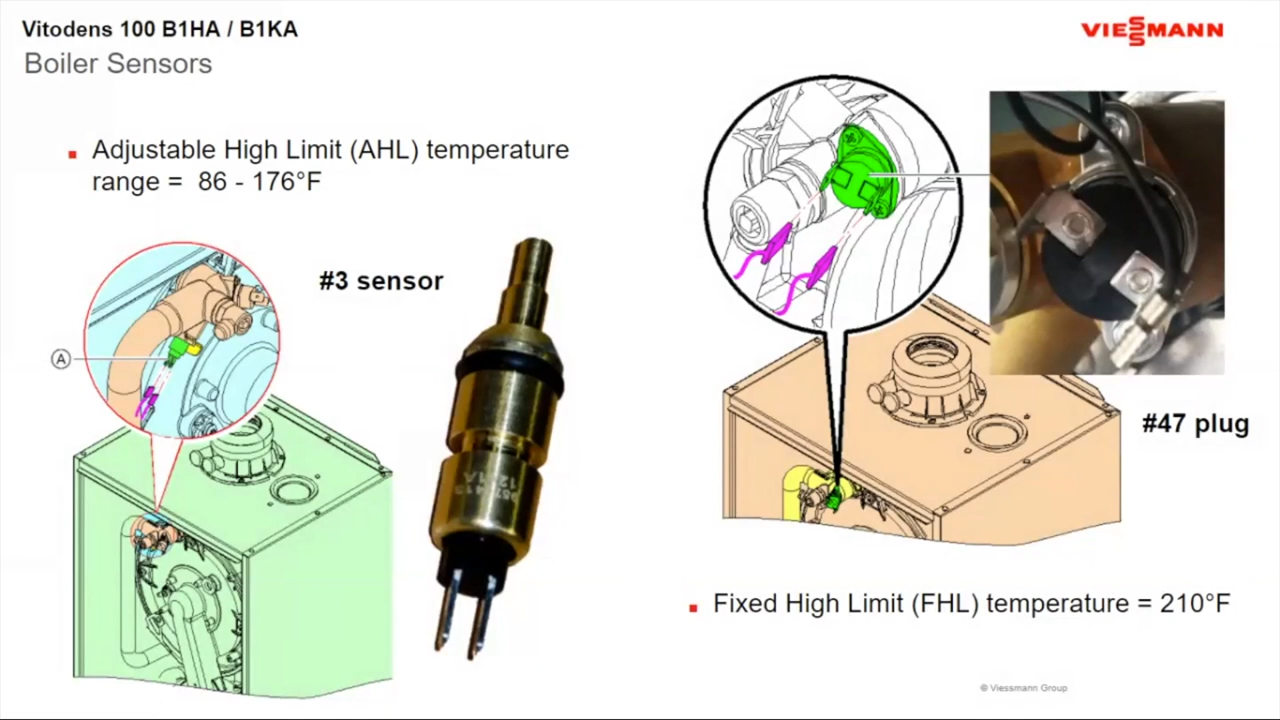 Vitodens 100 B1HA / B1KA
VIESSMANN
Boiler Sensors
Adjustable High Limit (AHL) temperature
range = 86 - 176°F
#3 sensor
A
#47 plug
Fixed High Limit (FHL) temperature = 210°F
© Viessmann Group